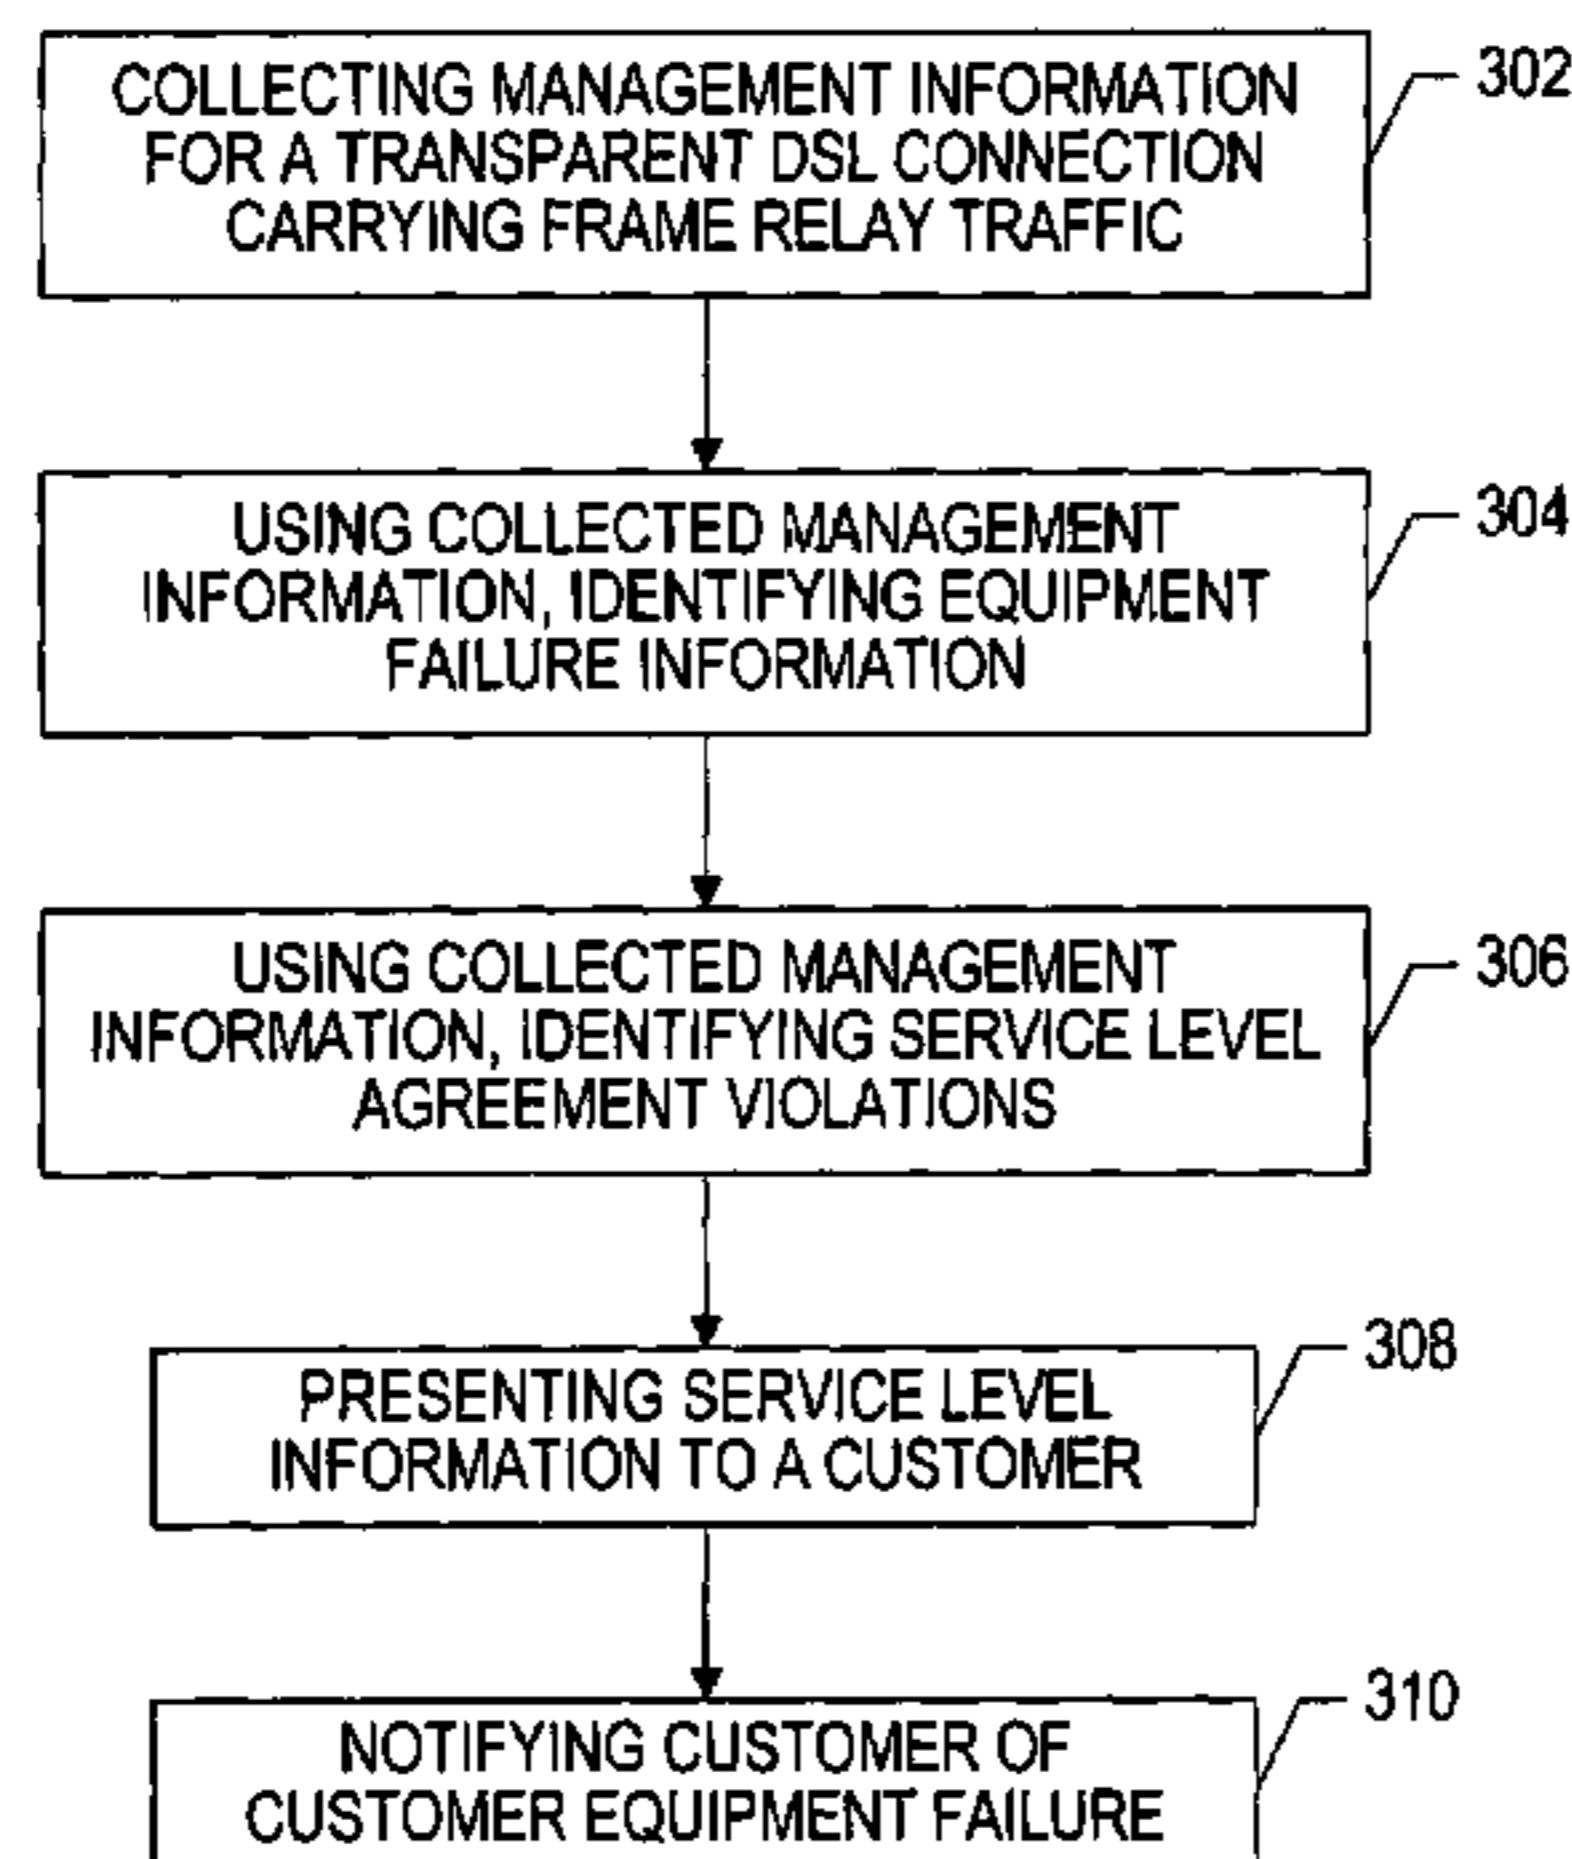 COLLECTING MANAGEMENT INFORMATION
FOR A TRANSPARENT DSL CONNECTION
CARRYING FRAME RELAY TRAFFIC
302
USING COLLECTED MANAGEMENT
INFORMATION, IDENTIFYING EQUIPMENT
FAILURE INFORMATION
304
USING COLLECTED MANAGEMENT
INFORMATION, IDENTIFYING SERVICE LEVEL
AGREEMENT VIOLATIONS
306
PRESENTING SERVICE LEVEL
INFORMATION TO A CUSTOMER
308
NOTIFYING CUSTOMER OF
CUSTOMER EQUIPMENT FAILURE
310